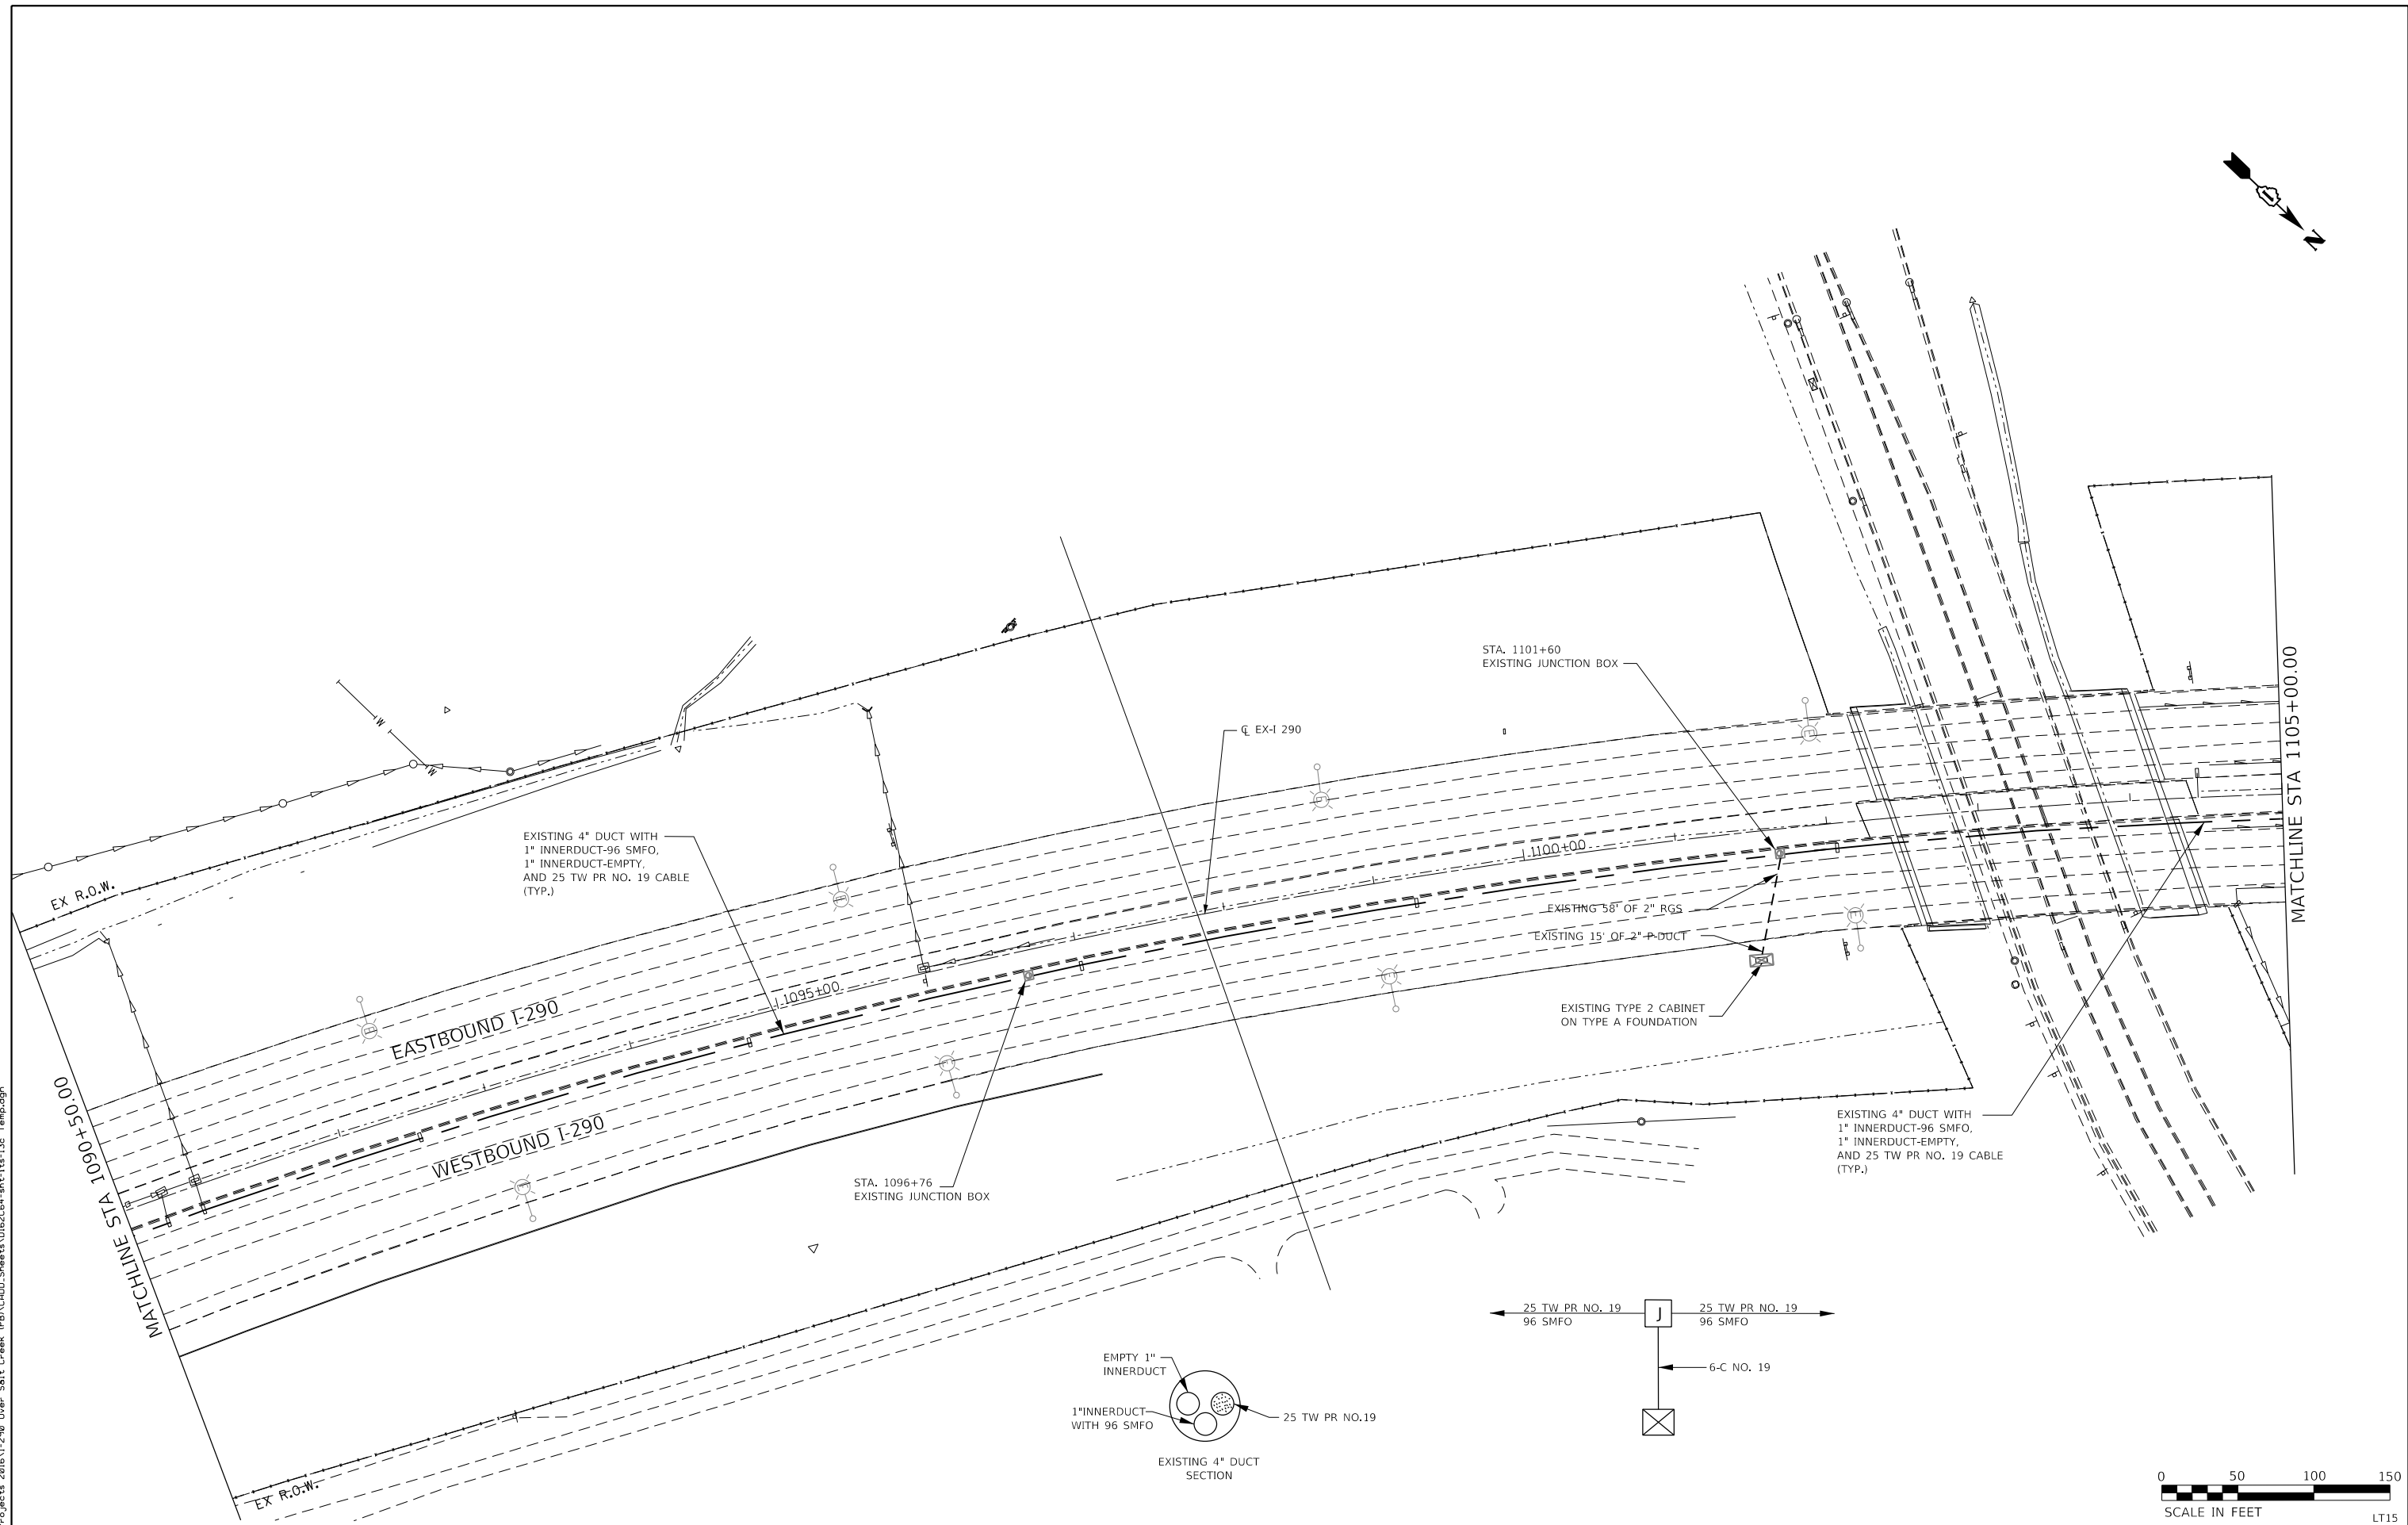 N
STA. 1101+60
EXISTING JUNCTION BOX
℄ EX-I 290
W
W
EX R.O.W.
EXISTING 4" DUCT WITH
1" INNERDUCT-96 SMFO,
1" INNERDUCT-EMPTY,
AND 25 TW PR NO. 19 CABLE
(TYP.)
1100+00
MATCHLINE STA 1105+00.00
EXISTING 58' OF 2" RGS
EXISTING 15' OF 2" P-DUCT
1095+00
EASTBOUND I-290
EXISTING TYPE 2 CABINET
ON TYPE A FOUNDATION
MATCHLINE STA 1090+50.00
WESTBOUND I-290
STA. 1096+76
EXISTING JUNCTION BOX
EXISTING 4" DUCT WITH
1" INNERDUCT-96 SMFO,
1" INNERDUCT-EMPTY,
AND 25 TW PR NO. 19 CABLE
(TYP.)
25 TW PR NO. 19
96 SMFO
J
25 TW PR NO. 19
96 SMFO
6-C NO. 19
EMPTY 1"
INNERDUCT
1"INNERDUCT
WITH 96 SMFO
25 TW PR NO.19
EXISTING 4" DUCT
SECTION
EX R.O.W.
0 50 100 150
SCALE IN FEET
LT15